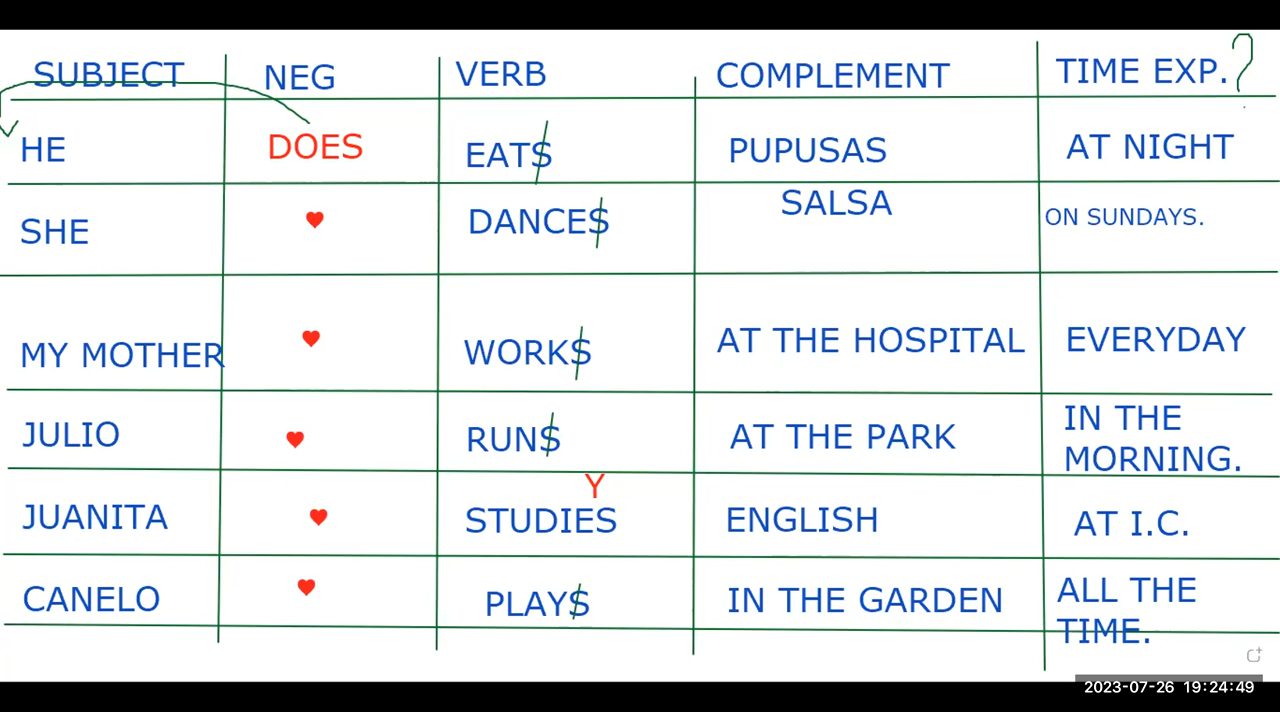 SUBJECT NEG VERB COMPLEMENT TIME EXP. ?
HE DOES EATS PUPUSAS AT NIGHT
SHE DANCES SALSA ON SUNDAYS.
MY MOTHER WORKS AT THE HOSPITAL EVERYDAY
JULIO RUNS AT THE PARK IN THE
MORNING.
Y
JUANITA STUDIES ENGLISH AT I.C.
CANELO PLAYS IN THE GARDEN ALL THE
TIME.
2023-07-26 19:24:49